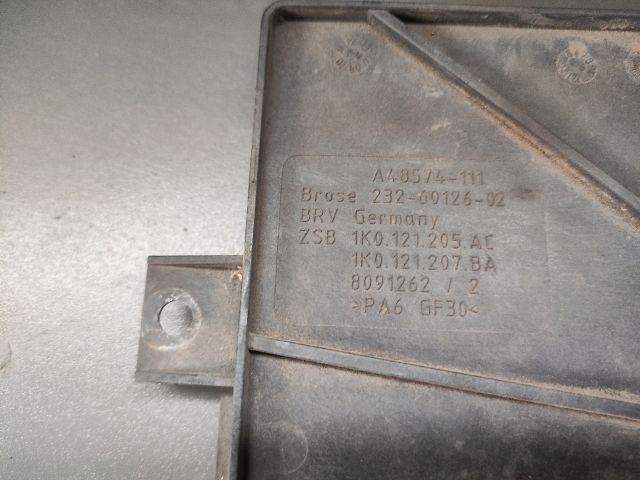 A48574-111
Brose 232-60126-02
BRV Germany
ZSB 1K0.121.205.AC
1K0.121.207.BA
8091262 / 2
>PA6 GF30<